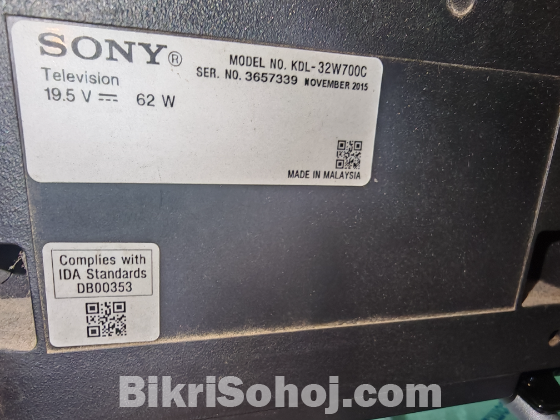 SONY®
MODEL NO. KDL-32W700C
Television
SER. NO. 3657339 NOVEMBER 2015
19.5 V ⎓ 62 W
MADE IN MALAYSIA
Complies with
IDA Standards
DB00353
BikriSohoj.com